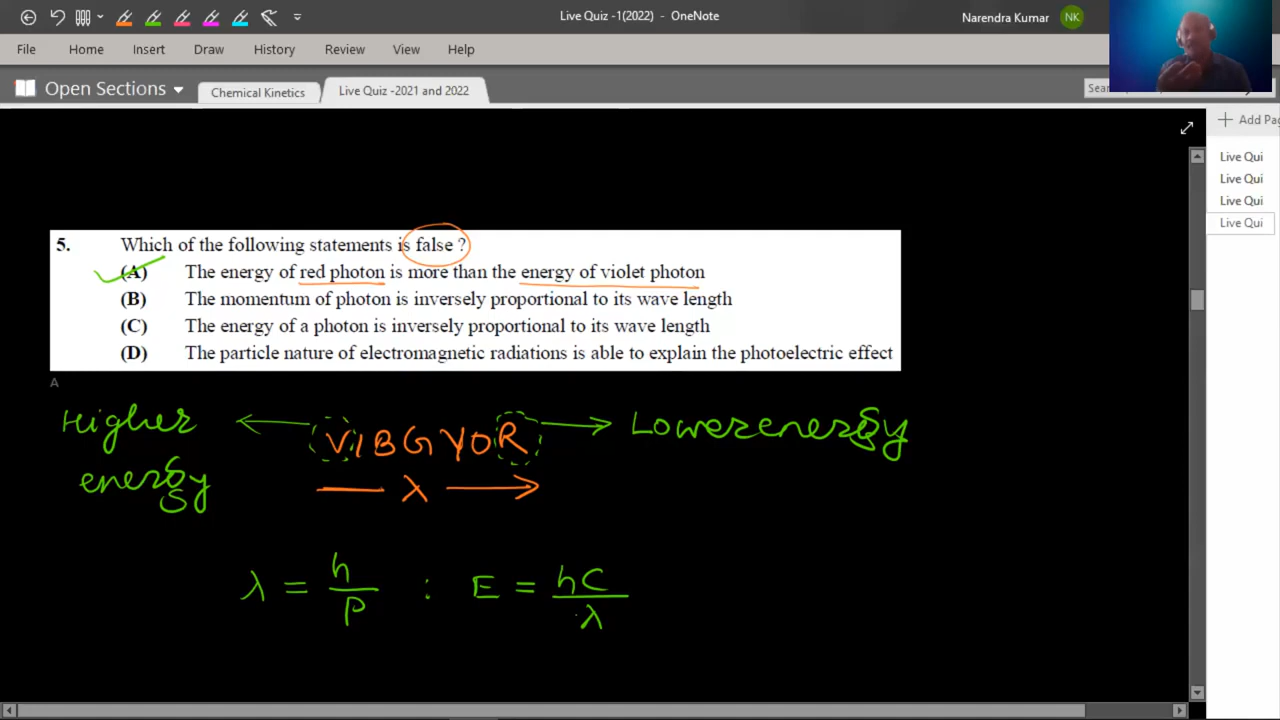 Live Quiz -1(2022) - OneNote
Narendra Kumar NK
File Home Insert Draw History Review View Help
Open Sections Chemical Kinetics Live Quiz -2021 and 2022
Add Pa
Live Qui
Live Qui
Live Qui
Live Qui
5. Which of the following statements is false ?
(A) The energy of red photon is more than the energy of violet photon
(B) The momentum of photon is inversely proportional to its wave length
(C) The energy of a photon is inversely proportional to its wave length
(D) The particle nature of electromagnetic radiations is able to explain the photoelectric effect
A
Higher energy ← VIBGYOR → Lower energy
— λ →
λ = h/P : E = hC/λ